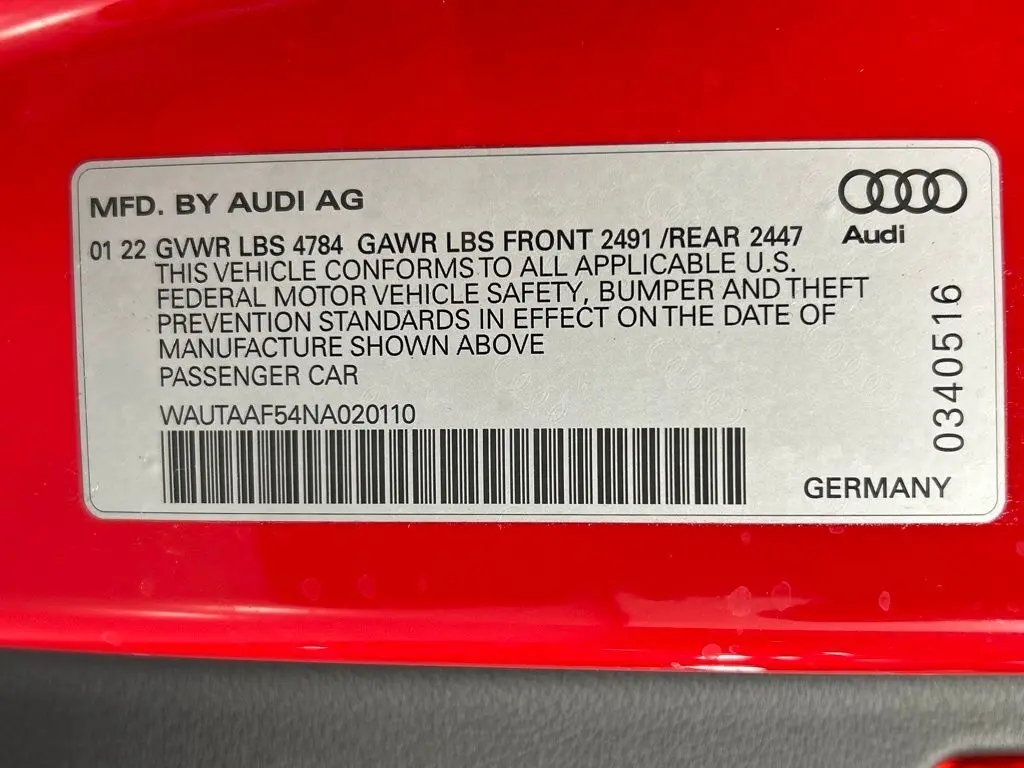 MFD. BY AUDI AG
Audi
01 22 GVWR LBS 4784 GAWR LBS FRONT 2491 /REAR 2447
THIS VEHICLE CONFORMS TO ALL APPLICABLE U.S.
FEDERAL MOTOR VEHICLE SAFETY, BUMPER AND THEFT
PREVENTION STANDARDS IN EFFECT ON THE DATE OF
MANUFACTURE SHOWN ABOVE
PASSENGER CAR
WAUTAAF54NA020110
0340516
GERMANY